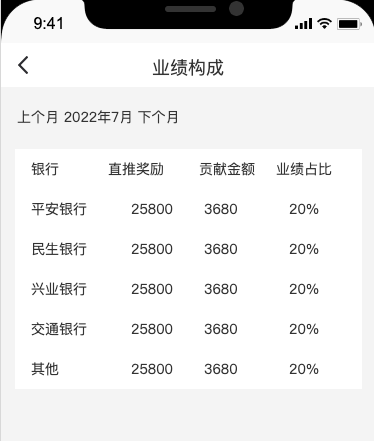 9:41
业绩构成
上个月 2022年7月 下个月
银行 直推奖励 贡献金额 业绩占比
平安银行 25800 3680 20%
民生银行 25800 3680 20%
兴业银行 25800 3680 20%
交通银行 25800 3680 20%
其他 25800 3680 20%